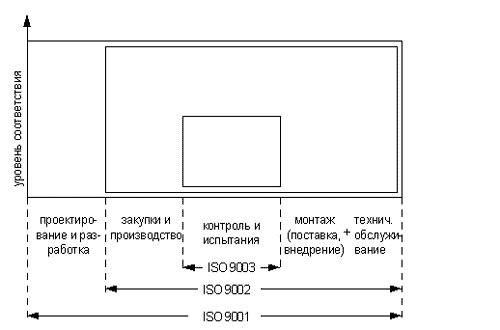 уровень соответствия
проектиро-
вание и раз-
работка
закупки и
производство
контроль и
испытания
монтаж
(поставка,
внедрение)
+
технич.
обслужи-
вание
ISO 9003
ISO 9002
ISO 9001